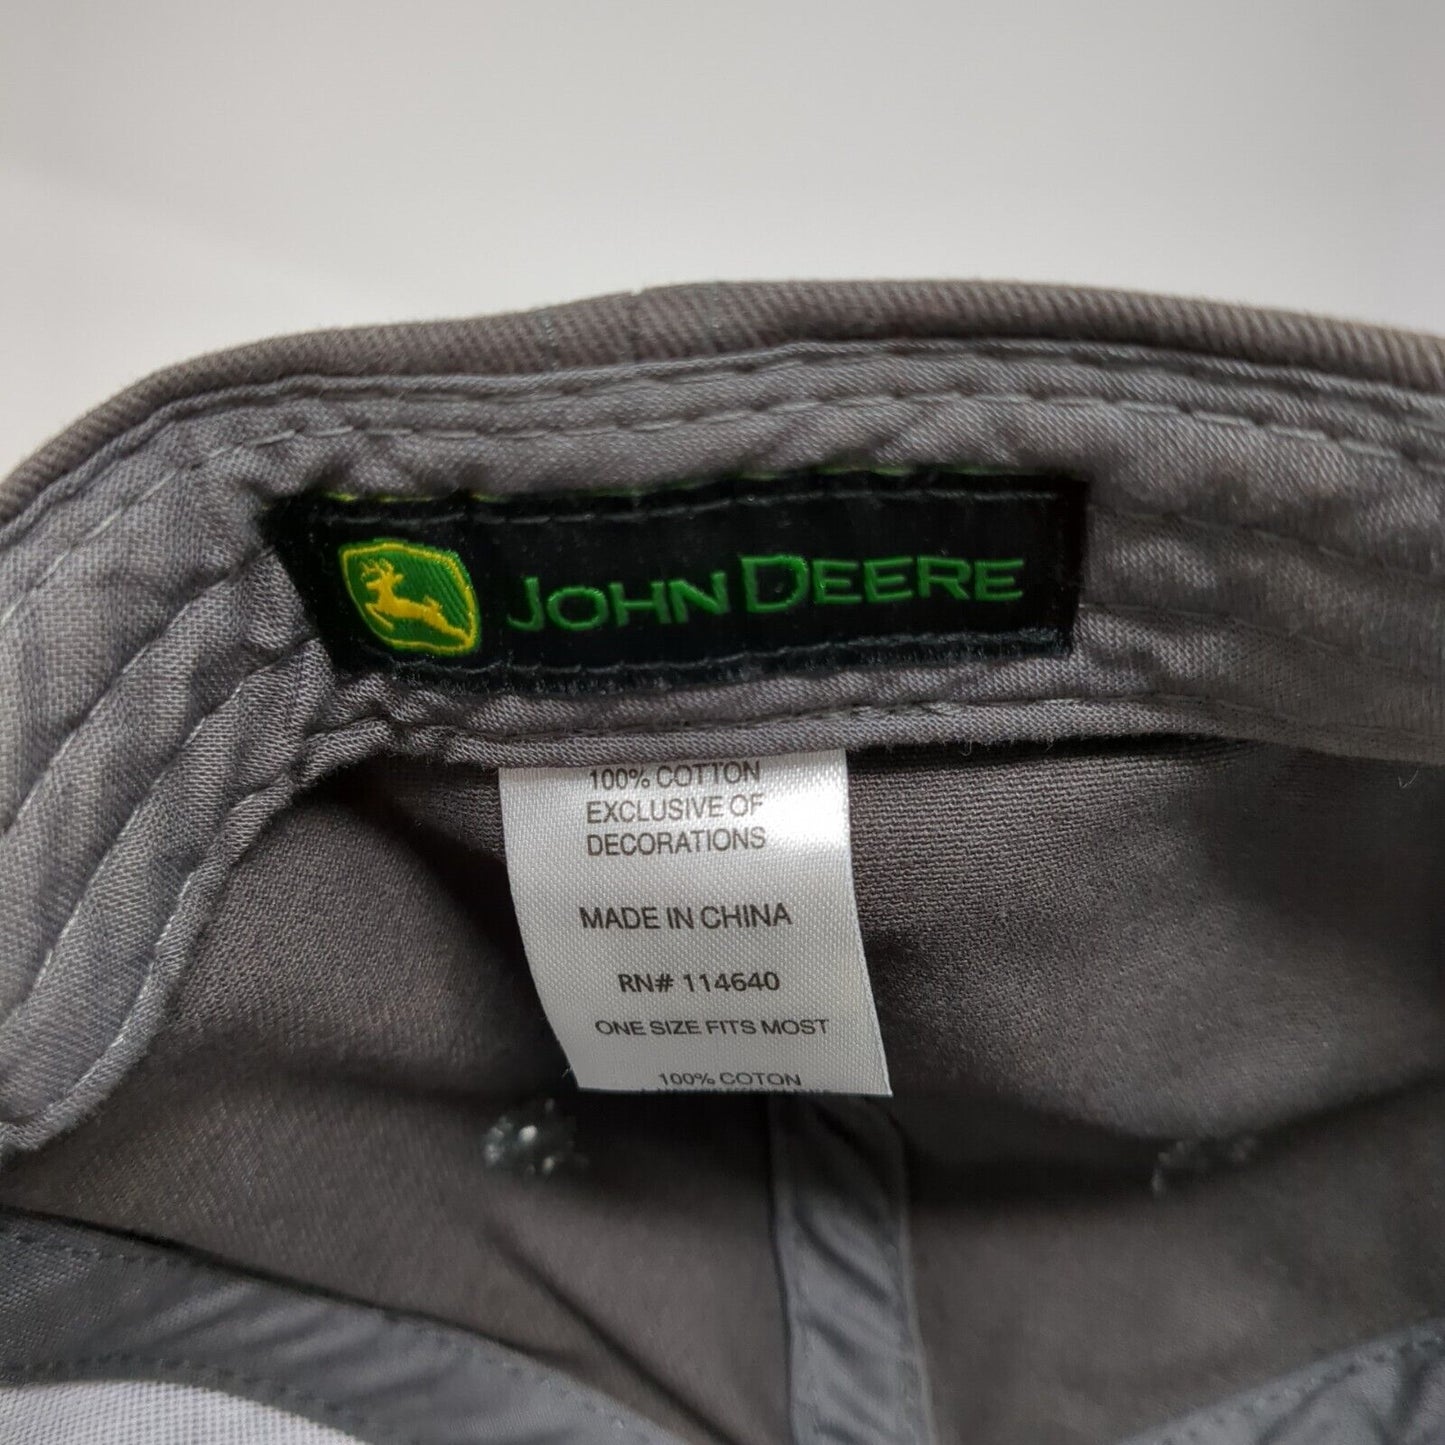 JOHN DEERE
100% COTTON
EXCLUSIVE OF
DECORATIONS
MADE IN CHINA
RN# 114640
ONE SIZE FITS MOST
100% COTON